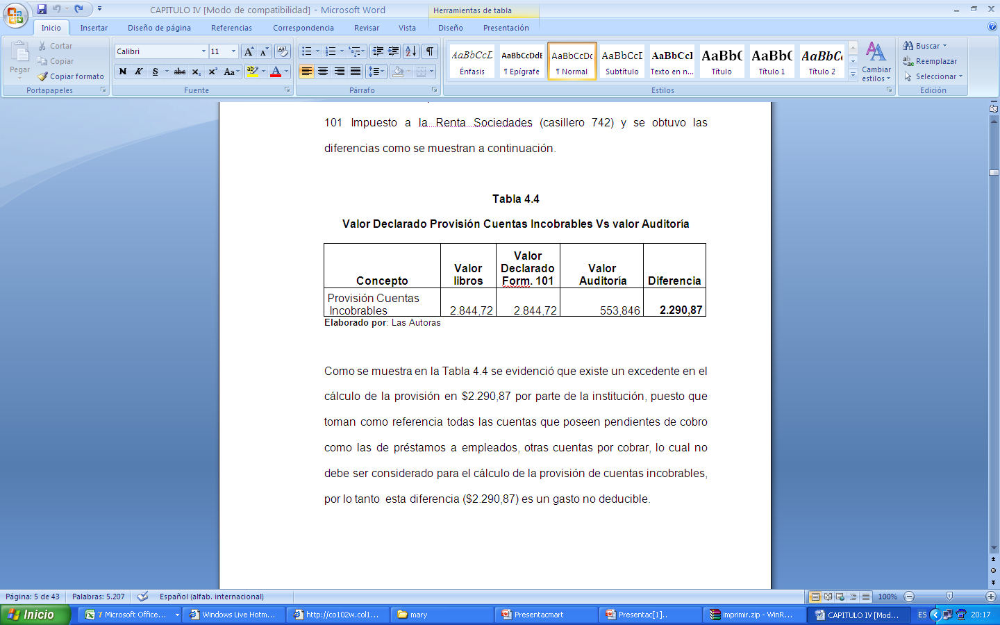 CAPITULO IV [Modo de compatibilidad] - Microsoft Word
Herramientas de tabla
Inicio Insertar Diseño de página Referencias Correspondencia Revisar Vista Diseño Presentación
Pegar
Cortar
Copiar
Copiar formato
Portapapeles
Calibri 11
N K S abc x₂ x² Aa
Fuente
Párrafo
AaBbCcL Énfasis
AaBbCcDdE ¶ Epígrafe
AaBbCcDc ¶ Normal
AaBbCcI Subtítulo
AaBbCcI Texto en n...
AaBbC Título
AaBbC Título 1
AaBbC Título 2
Cambiar estilos
Estilos
Buscar
Reemplazar
Seleccionar
Edición
101 Impuesto a la Renta Sociedades (casillero 742) y se obtuvo las
diferencias como se muestran a continuación.
Tabla 4.4
Valor Declarado Provisión Cuentas Incobrables Vs valor Auditoría
Concepto
Valor libros
Valor Declarado Form. 101
Valor Auditoría
Diferencia
Provisión Cuentas Incobrables
2.844,72
2.844,72
553,846
2.290,87
Elaborado por: Las Autoras
Como se muestra en la Tabla 4.4 se evidenció que existe un excedente en el
cálculo de la provisión en $2.290,87 por parte de la institución, puesto que
toman como referencia todas las cuentas que poseen pendientes de cobro
como las de préstamos a empleados, otras cuentas por cobrar, lo cual no
debe ser considerado para el cálculo de la provisión de cuentas incobrables,
por lo tanto esta diferencia ($2.290,87) es un gasto no deducible.
Página: 5 de 43 Palabras: 5.207 Español (alfab. internacional) 100%
Inicio 7 Microsoft Office... Windows Live Hotm... http://co102w.col1... mary Presentacmart Presentac[1].. imprimir.zip - WinR... CAPITULO IV [Mod... ES 20:17